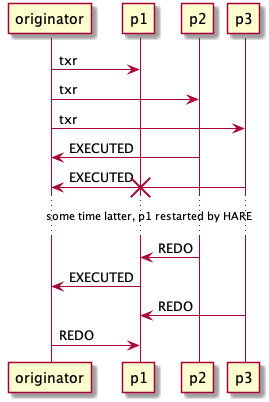 originator p1 p2 p3
txr
txr
txr
EXECUTED
EXECUTED
some time latter, p1 restarted by HARE
REDO
EXECUTED
REDO
REDO
originator p1 p2 p3